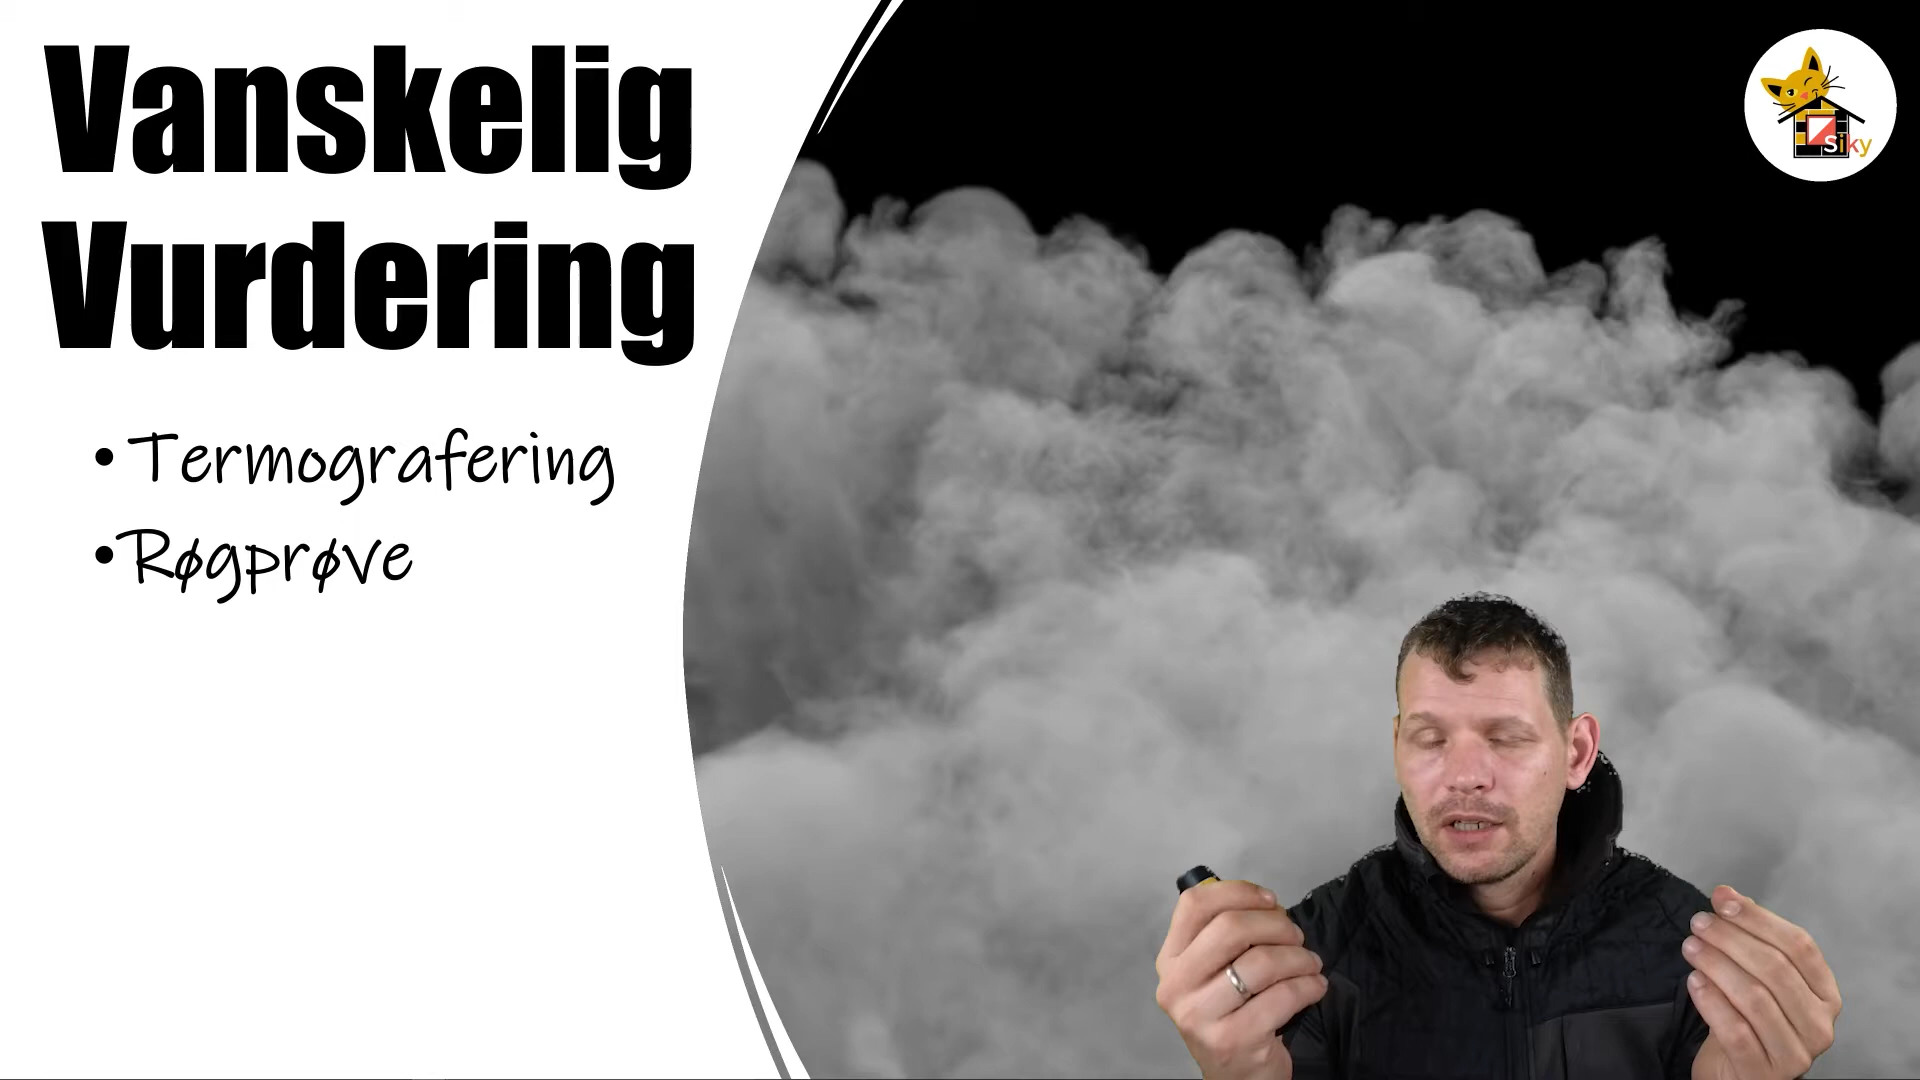 Vanskelig
Vurdering
• Termografering
• Røgprøve
Siky